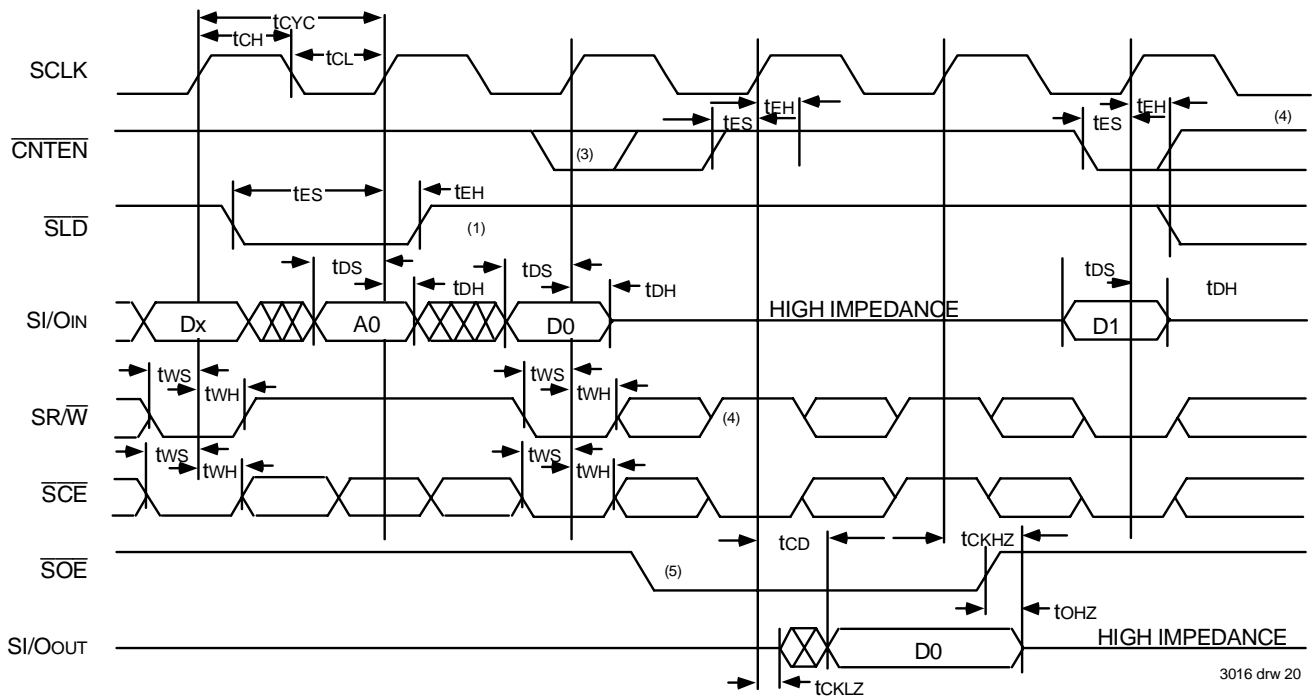 tCYC
tCH
tCL
SCLK
tEH
tES
tEH
tES
(4)
CNTEN
(3)
tES
tEH
SLD
(1)
tDS
tDH
tDS
tDH
tDS
tDH
SI/OIN
Dx
A0
D0
HIGH IMPEDANCE
D1
tWS
tWH
tWS
tWH
SR/W
(4)
tWS
tWH
tWS
tWH
SCE
tCD
tCKHZ
SOE
(5)
tOHZ
SI/OOUT
D0
HIGH IMPEDANCE
tCKLZ
3016 drw 20